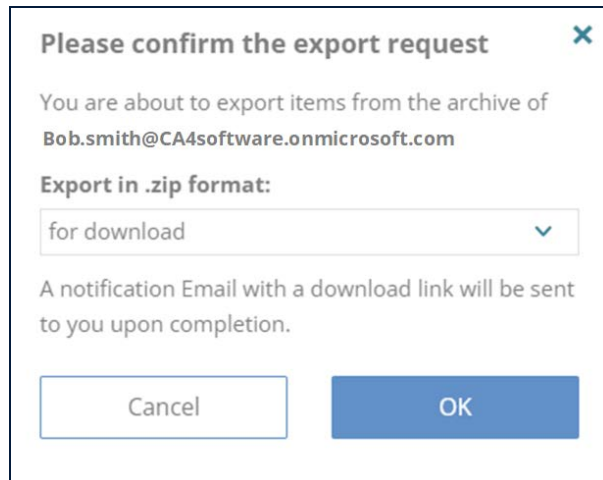 Please confirm the export request
You are about to export items from the archive of
Bob.smith@CA4software.onmicrosoft.com
Export in .zip format:
for download
A notification Email with a download link will be sent
to you upon completion.
Cancel
OK